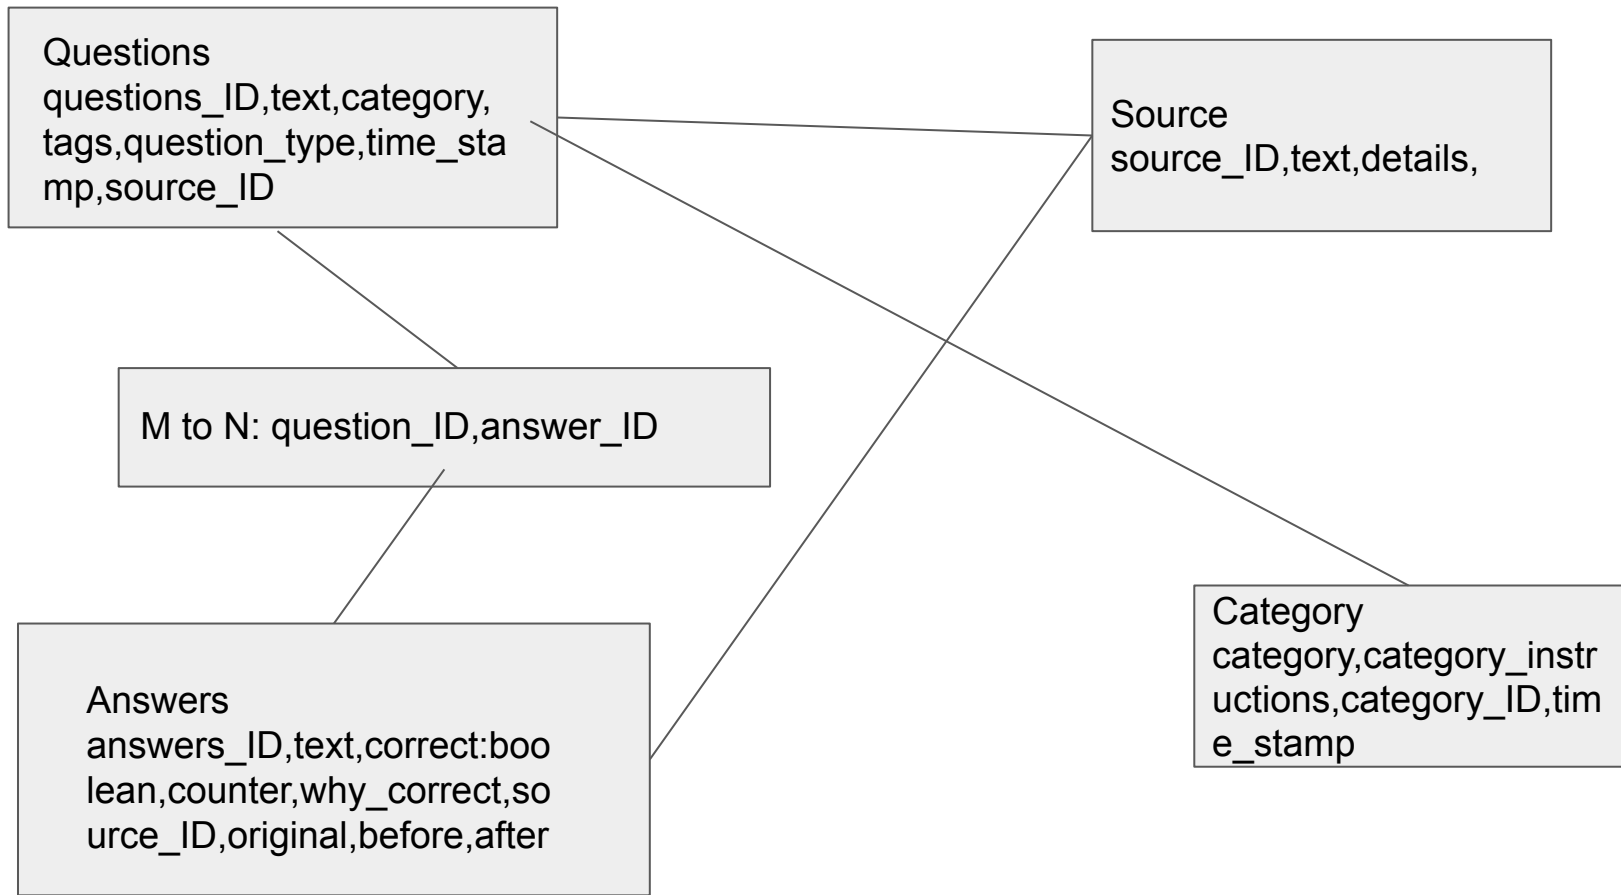 Questions
questions_ID,text,category,
tags,question_type,time_sta
mp,source_ID
Source
source_ID,text,details,
M to N: question_ID,answer_ID
Answers
answers_ID,text,correct:boo
lean,counter,why_correct,so
urce_ID,original,before,after
Category
category,category_instr
uctions,category_ID,tim
e_stamp